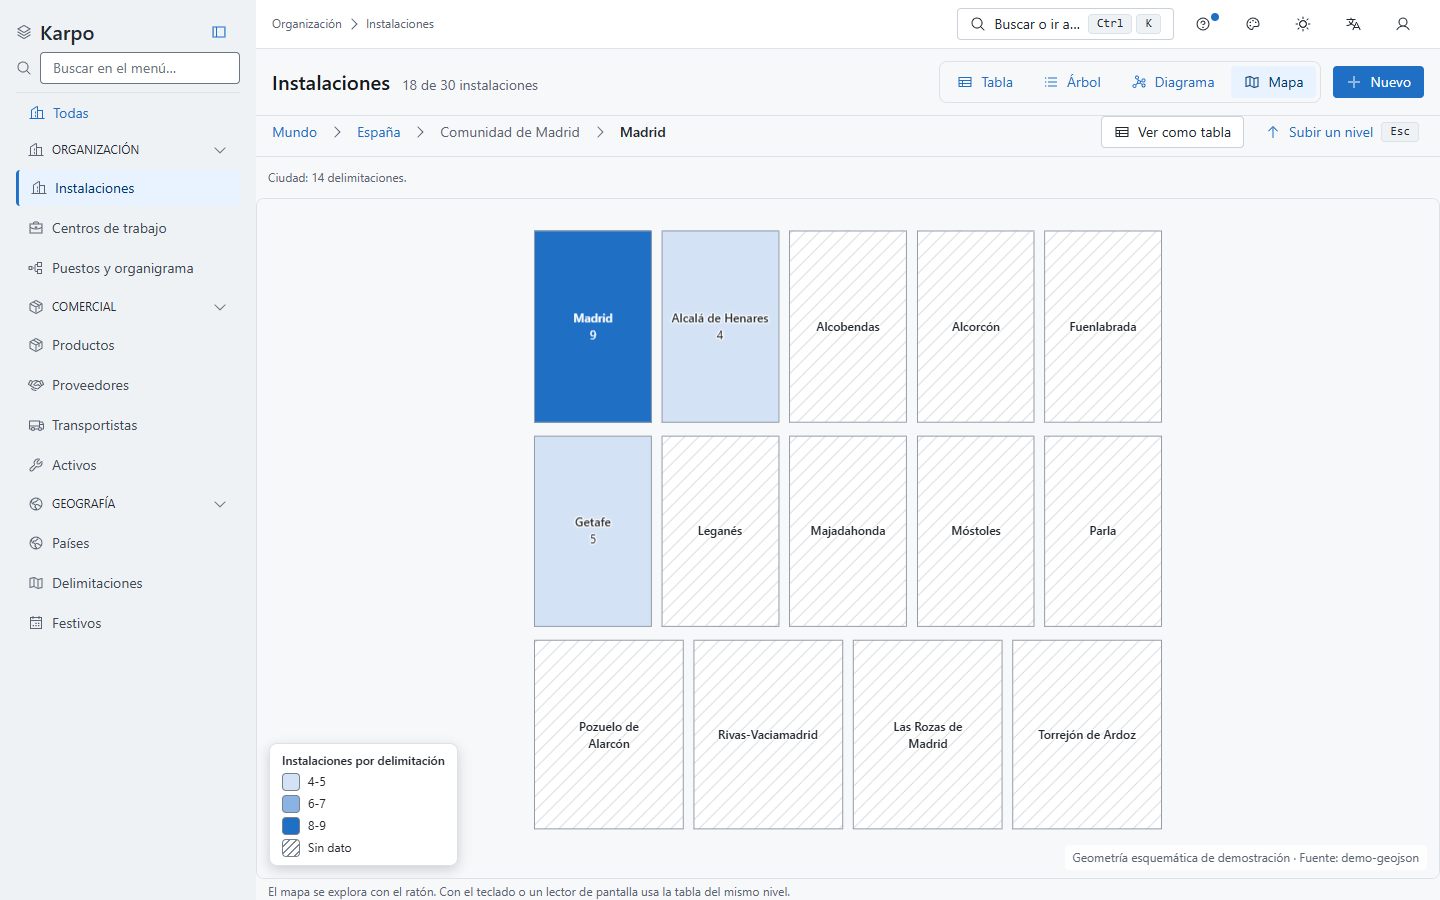 Karpo
Buscar en el menú...
Todas
ORGANIZACIÓN
Instalaciones
Centros de trabajo
Puestos y organigrama
COMERCIAL
Productos
Proveedores
Transportistas
Activos
GEOGRAFÍA
Países
Delimitaciones
Festivos
Organización > Instalaciones
Buscar o ir a... Ctrl K
Instalaciones 18 de 30 instalaciones
Tabla Árbol Diagrama Mapa Nuevo
Mundo > España > Comunidad de Madrid > Madrid
Ver como tabla Subir un nivel Esc
Ciudad: 14 delimitaciones.
Madrid
9
Alcalá de Henares
4
Alcobendas
Alcorcón
Fuenlabrada
Getafe
5
Leganés
Majadahonda
Móstoles
Parla
Pozuelo de
Alarcón
Rivas-Vaciamadrid
Las Rozas de
Madrid
Torrejón de Ardoz
Instalaciones por delimitación
4-5
6-7
8-9
Sin dato
Geometría esquemática de demostración · Fuente: demo-geojson
El mapa se explora con el ratón. Con el teclado o un lector de pantalla usa la tabla del mismo nivel.